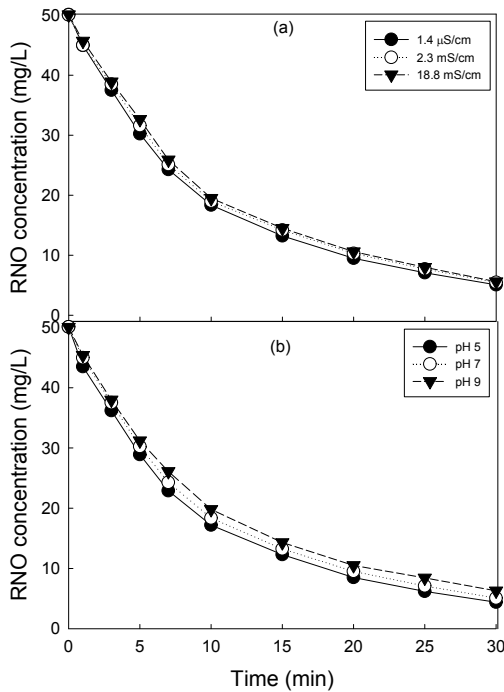 (a)
1.4 μS/cm
2.3 mS/cm
18.8 mS/cm
RNO concentration (mg/L)
50
40
30
20
10
0
(b)
pH 5
pH 7
pH 9
RNO concentration (mg/L)
50
40
30
20
10
0
0 5 10 15 20 25 30
Time (min)